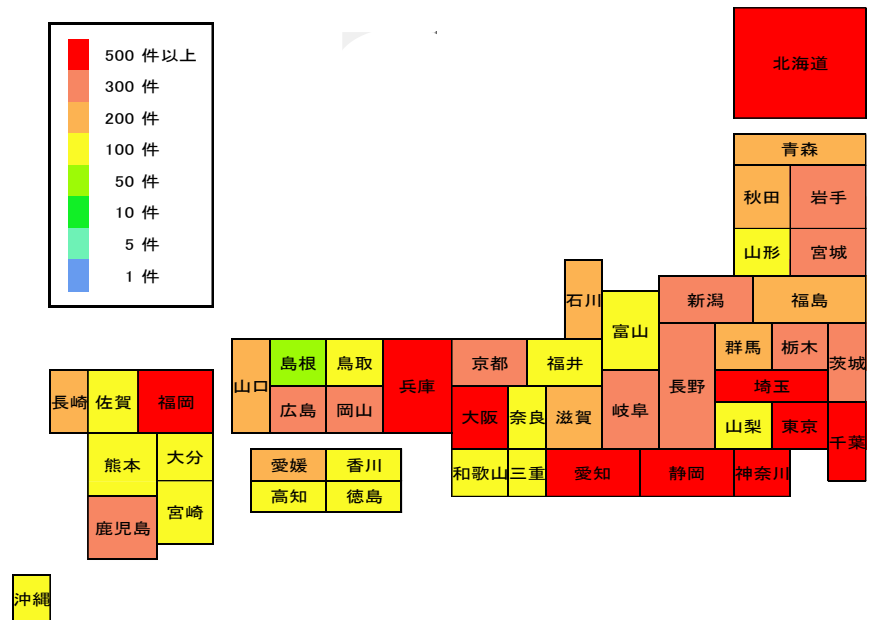 500 件以上
300 件
200 件
100 件
50 件
10 件
5 件
1 件
北海道
青森
秋田
岩手
山形
宮城
石川
新潟
福島
富山
群馬
栃木
茨城
山口
島根
鳥取
兵庫
京都
福井
長野
埼玉
長崎
佐賀
福岡
広島
岡山
大阪
奈良
滋賀
岐阜
山梨
東京
千葉
熊本
大分
愛媛
香川
和歌山
三重
愛知
静岡
神奈川
高知
徳島
宮崎
鹿児島
沖縄